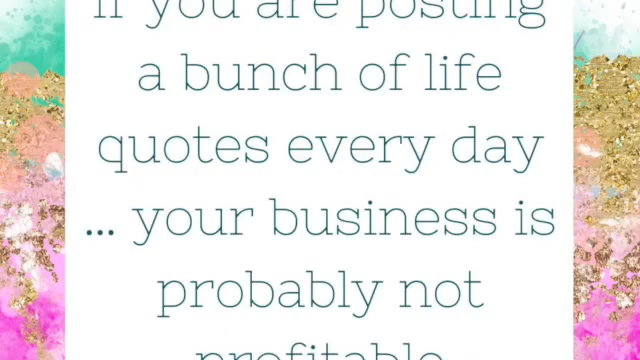 if you are posting
a bunch of life
quotes every day
... your business is
probably not
profitable